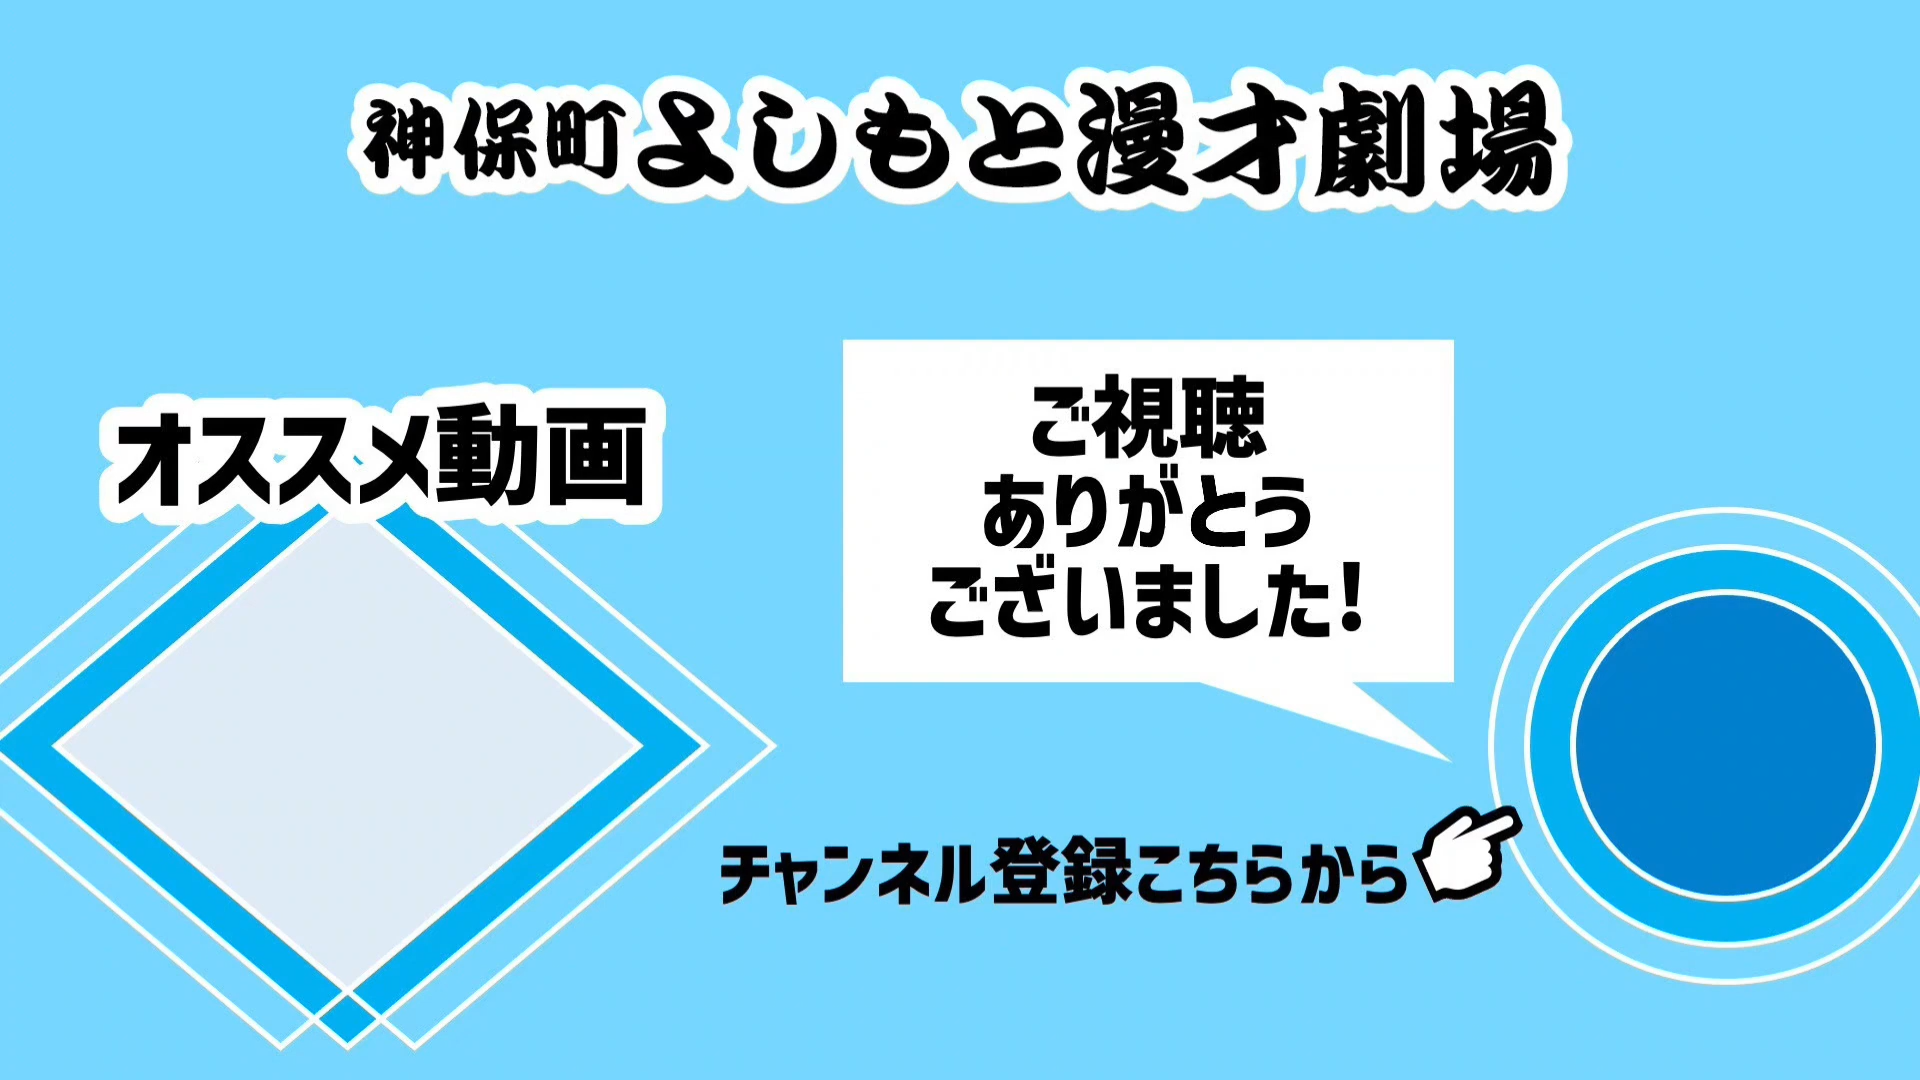 神保町よしもと漫才劇場
オススメ動画
ご視聴
ありがとう
ございました!
チャンネル登録こちらから